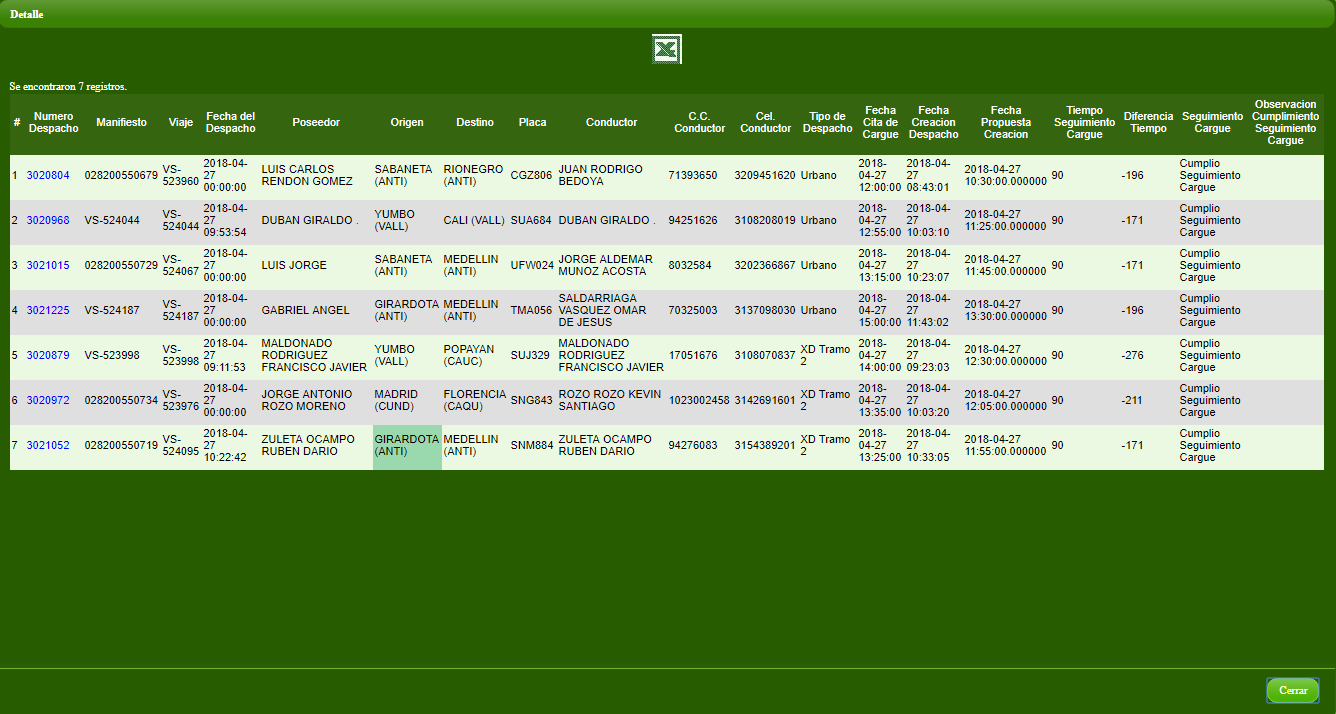 Detalle
Se encontraron 7 registros.
# Numero Despacho Manifiesto Viaje Fecha del Despacho Poseedor Origen Destino Placa Conductor C.C. Conductor Cel. Conductor Tipo de Despacho Fecha Cita de Cargue Fecha Creacion Despacho Fecha Propuesta Creacion Tiempo Seguimiento Cargue Diferencia Tiempo Seguimiento Cargue Observacion Cumplimiento Seguimiento Cargue
1 3020804 028200550679 VS-523960 2018-04-27 00:00:00 LUIS CARLOS RENDON GOMEZ SABANETA (ANTI) RIONEGRO (ANTI) CGZ806 JUAN RODRIGO BEDOYA 71393650 3209451620 Urbano 2018-04-27 12:00:00 2018-04-27 08:43:01 2018-04-27 10:30:00.000000 90 -196 Cumplio Seguimiento Cargue
2 3020968 VS-524044 VS-524044 2018-04-27 09:53:54 DUBAN GIRALDO . YUMBO (VALL) CALI (VALL) SUA684 DUBAN GIRALDO . 94251626 3108208019 Urbano 2018-04-27 12:55:00 2018-04-27 10:03:10 2018-04-27 11:25:00.000000 90 -171 Cumplio Seguimiento Cargue
3 3021015 028200550729 VS-524067 2018-04-27 00:00:00 LUIS JORGE SABANETA (ANTI) MEDELLIN (ANTI) UFW024 JORGE ALDEMAR MUNOZ ACOSTA 8032584 3202366867 Urbano 2018-04-27 13:15:00 2018-04-27 10:23:07 2018-04-27 11:45:00.000000 90 -171 Cumplio Seguimiento Cargue
4 3021225 VS-524187 VS-524187 2018-04-27 00:00:00 GABRIEL ANGEL GIRARDOTA (ANTI) MEDELLIN (ANTI) TMA056 SALDARRIAGA VASQUEZ OMAR DE JESUS 70325003 3137098030 Urbano 2018-04-27 15:00:00 2018-04-27 11:43:02 2018-04-27 13:30:00.000000 90 -196 Cumplio Seguimiento Cargue
5 3020879 VS-523998 VS-523998 2018-04-27 09:11:53 MALDONADO RODRIGUEZ FRANCISCO JAVIER YUMBO (VALL) POPAYAN (CAUC) SUJ329 MALDONADO RODRIGUEZ FRANCISCO JAVIER 17051676 3108070837 XD Tramo 2 2018-04-27 14:00:00 2018-04-27 09:23:03 2018-04-27 12:30:00.000000 90 -276 Cumplio Seguimiento Cargue
6 3020972 028200550734 VS-523976 2018-04-27 00:00:00 JORGE ANTONIO ROZO MORENO MADRID (CUND) FLORENCIA (CAQU) SNG843 ROZO ROZO KEVIN SANTIAGO 1023002458 3142691601 XD Tramo 2 2018-04-27 13:35:00 2018-04-27 10:03:20 2018-04-27 12:05:00.000000 90 -211 Cumplio Seguimiento Cargue
7 3021052 028200550719 VS-524095 2018-04-27 10:22:42 ZULETA OCAMPO RUBEN DARIO GIRARDOTA (ANTI) MEDELLIN (ANTI) SNM884 ZULETA OCAMPO RUBEN DARIO 94276083 3154389201 XD Tramo 2 2018-04-27 13:25:00 2018-04-27 10:33:05 2018-04-27 11:55:00.000000 90 -171 Cumplio Seguimiento Cargue
Cerrar